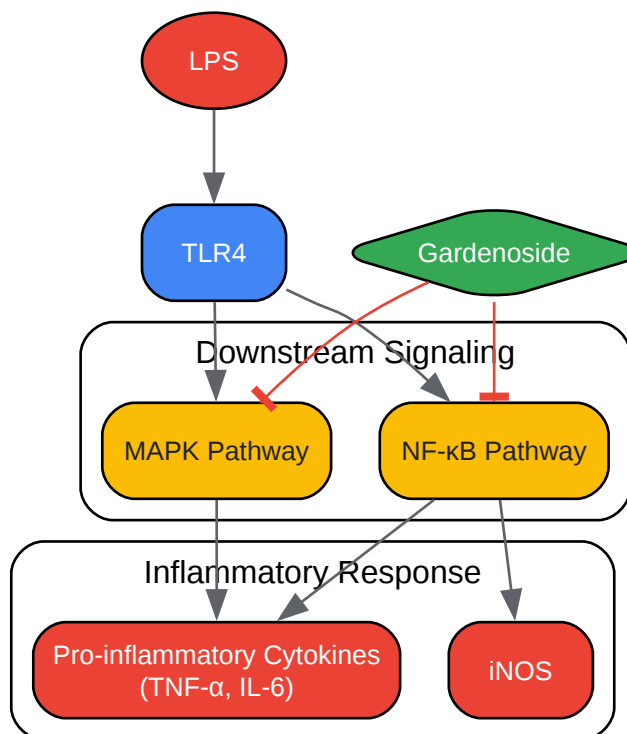 LPS
TLR4
Gardenoside
Downstream Signaling
MAPK Pathway
NF-κB Pathway
Inflammatory Response
Pro-inflammatory Cytokines
(TNF-α, IL-6)
iNOS